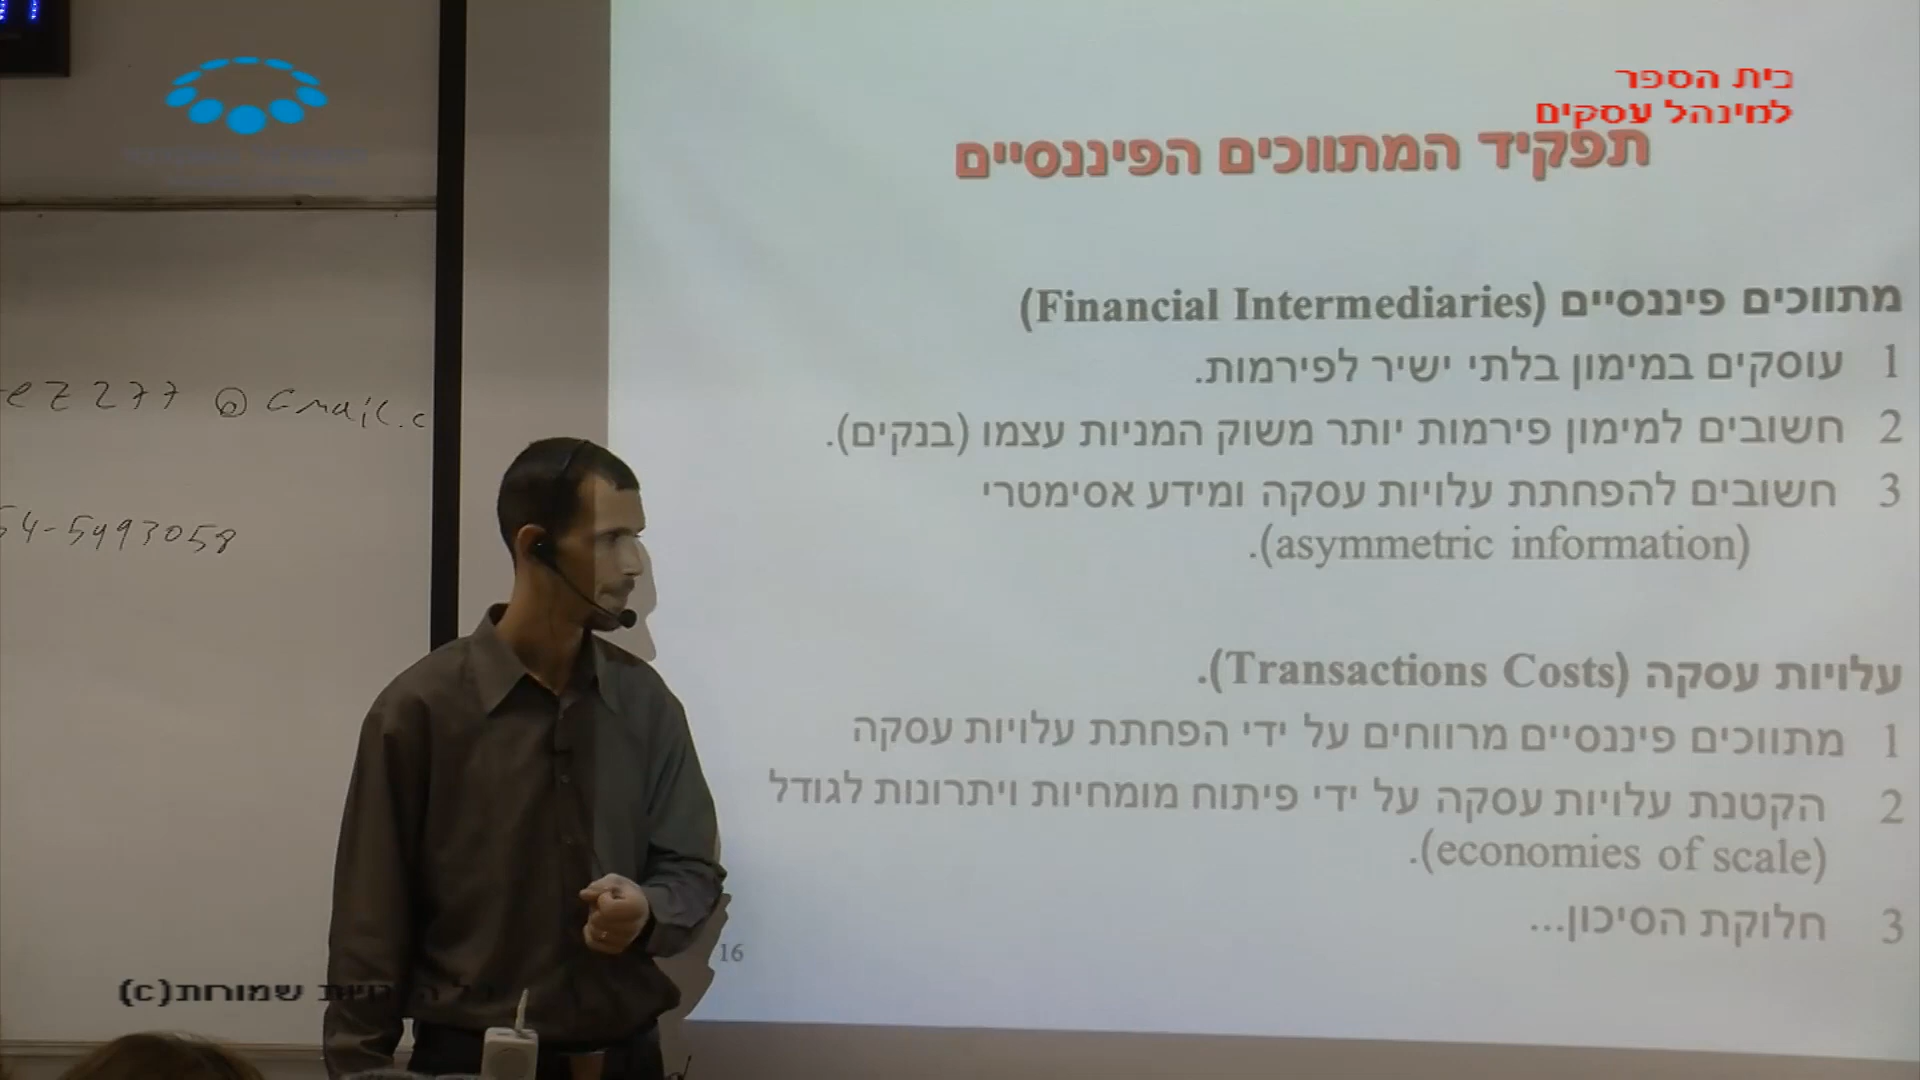 בית הספר
למינהל עסקים
תפקיד המתווכים הפיננסיים
מתווכים פיננסיים (Financial Intermediaries)
1 עוסקים במימון בלתי ישיר לפירמות.
2 חשובים למימון פירמות יותר משוק המניות עצמו (בנקים).
3 חשובים להפחתת עלויות עסקה ומידע אסימטרי
(asymmetric information).
עלויות עסקה (Transactions Costs).
1 מתווכים פיננסיים מרווחים על ידי הפחתת עלויות עסקה
2 הקטנת עלויות עסקה על ידי פיתוח מומחיות ויתרונות לגודל
(economies of scale).
3 חלוקת הסיכון...
16
ez277@Gmail.c
54-5493058
שמורות(c)